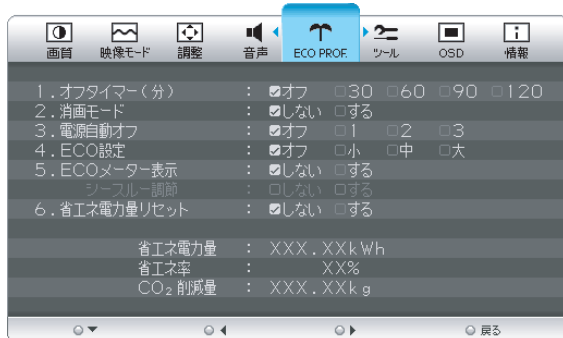 画質 映像モード 調整 音声 ECO PROF. ツール OSD 情報
1.オフタイマー(分) : ☑オフ □30 □60 □90 □120
2.消画モード : ☑しない □する
3.電源自動オフ : ☑オフ □1 □2 □3
4.ECO設定 : ☑オフ □小 □中 □大
5.ECOメーター表示 : ☑しない □する
シースルー調節 : □しない □する
6.省エネ電力量リセット : ☑しない □する
省エネ電力量 : XXX.XXkWh
省エネ率 : XX%
CO₂削減量 : XXX.XXkg
○▼ ○◀ ○▶ ○戻る